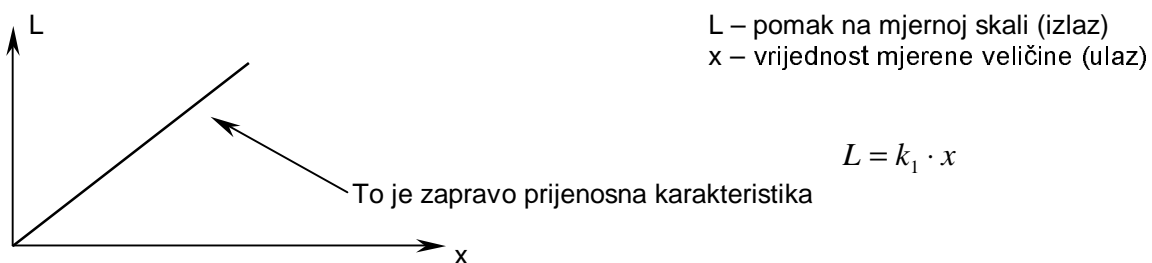 L
L – pomak na mjernoj skali (izlaz)
x – vrijednost mjerene veličine (ulaz)
L = k₁ · x
To je zapravo prijenosna karakteristika
x